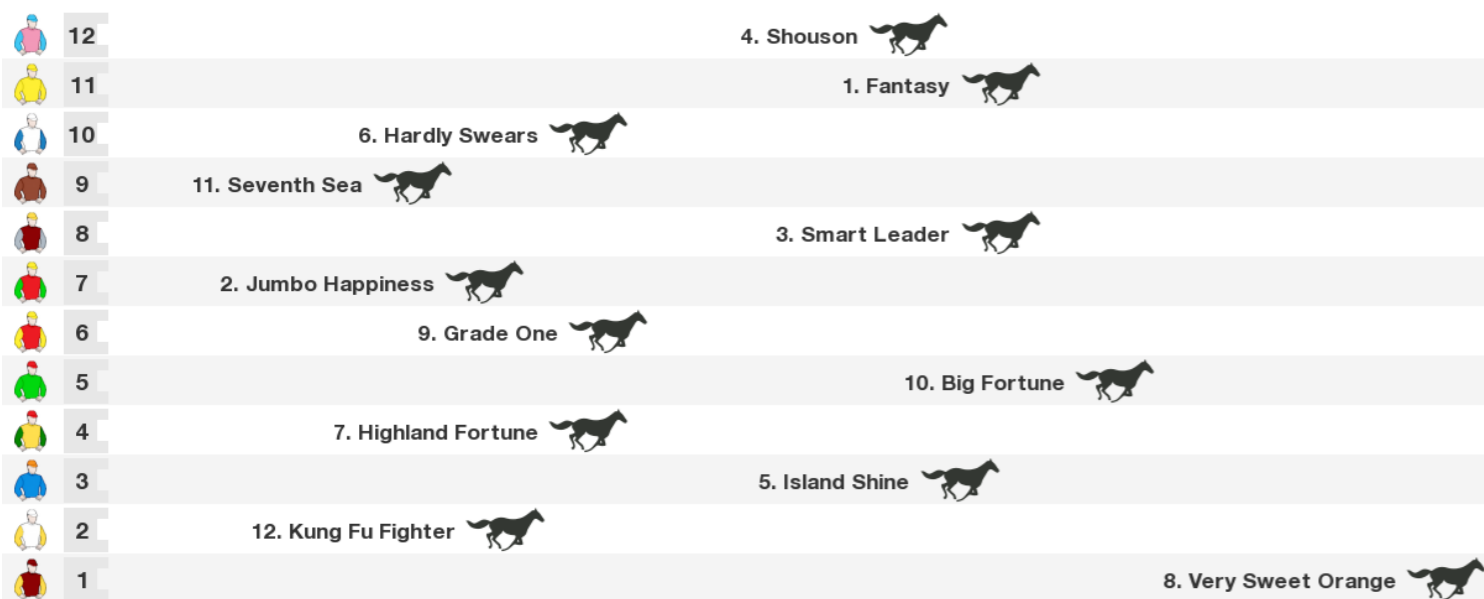 12 4. Shouson
11 1. Fantasy
10 6. Hardly Swears
9 11. Seventh Sea
8 3. Smart Leader
7 2. Jumbo Happiness
6 9. Grade One
5 10. Big Fortune
4 7. Highland Fortune
3 5. Island Shine
2 12. Kung Fu Fighter
1 8. Very Sweet Orange